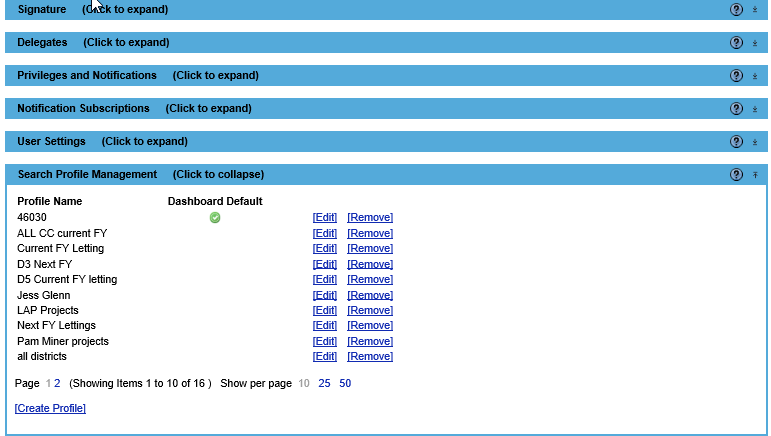 Signature (Click to expand) ?
Delegates (Click to expand) ?
Privileges and Notifications (Click to expand) ?
Notification Subscriptions (Click to expand) ?
User Settings (Click to expand) ?
Search Profile Management (Click to collapse) ?
Profile Name Dashboard Default
46030 [Edit] [Remove]
ALL CC current FY [Edit] [Remove]
Current FY Letting [Edit] [Remove]
D3 Next FY [Edit] [Remove]
D5 Current FY letting [Edit] [Remove]
Jess Glenn [Edit] [Remove]
LAP Projects [Edit] [Remove]
Next FY Lettings [Edit] [Remove]
Pam Miner projects [Edit] [Remove]
all districts [Edit] [Remove]
Page 1 2 (Showing Items 1 to 10 of 16 ) Show per page 10 25 50
[Create Profile]